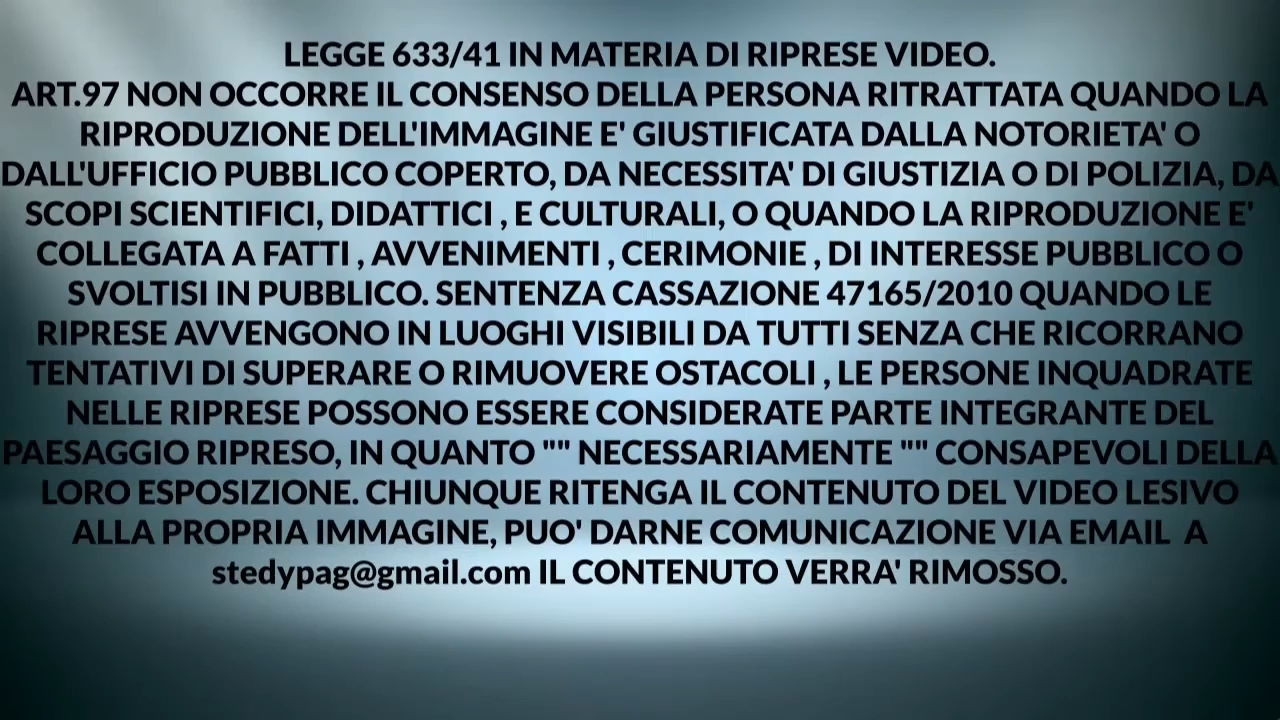 LEGGE 633/41 IN MATERIA DI RIPRESE VIDEO.
ART.97 NON OCCORRE IL CONSENSO DELLA PERSONA RITRATTATA QUANDO LA
RIPRODUZIONE DELL'IMMAGINE E' GIUSTIFICATA DALLA NOTORIETA' O
DALL'UFFICIO PUBBLICO COPERTO, DA NECESSITA' DI GIUSTIZIA O DI POLIZIA, DA
SCOPI SCIENTIFICI, DIDATTICI , E CULTURALI, O QUANDO LA RIPRODUZIONE E'
COLLEGATA A FATTI , AVVENIMENTI , CERIMONIE , DI INTERESSE PUBBLICO O
SVOLTISI IN PUBBLICO. SENTENZA CASSAZIONE 47165/2010 QUANDO LE
RIPRESE AVVENGONO IN LUOGHI VISIBILI DA TUTTI SENZA CHE RICORRANO
TENTATIVI DI SUPERARE O RIMUOVERE OSTACOLI , LE PERSONE INQUADRATE
NELLE RIPRESE POSSONO ESSERE CONSIDERATE PARTE INTEGRANTE DEL
PAESAGGIO RIPRESO, IN QUANTO "" NECESSARIAMENTE "" CONSAPEVOLI DELLA
LORO ESPOSIZIONE. CHIUNQUE RITENGA IL CONTENUTO DEL VIDEO LESIVO
ALLA PROPRIA IMMAGINE, PUO' DARNE COMUNICAZIONE VIA EMAIL  A
stedypag@gmail.com IL CONTENUTO VERRA' RIMOSSO.